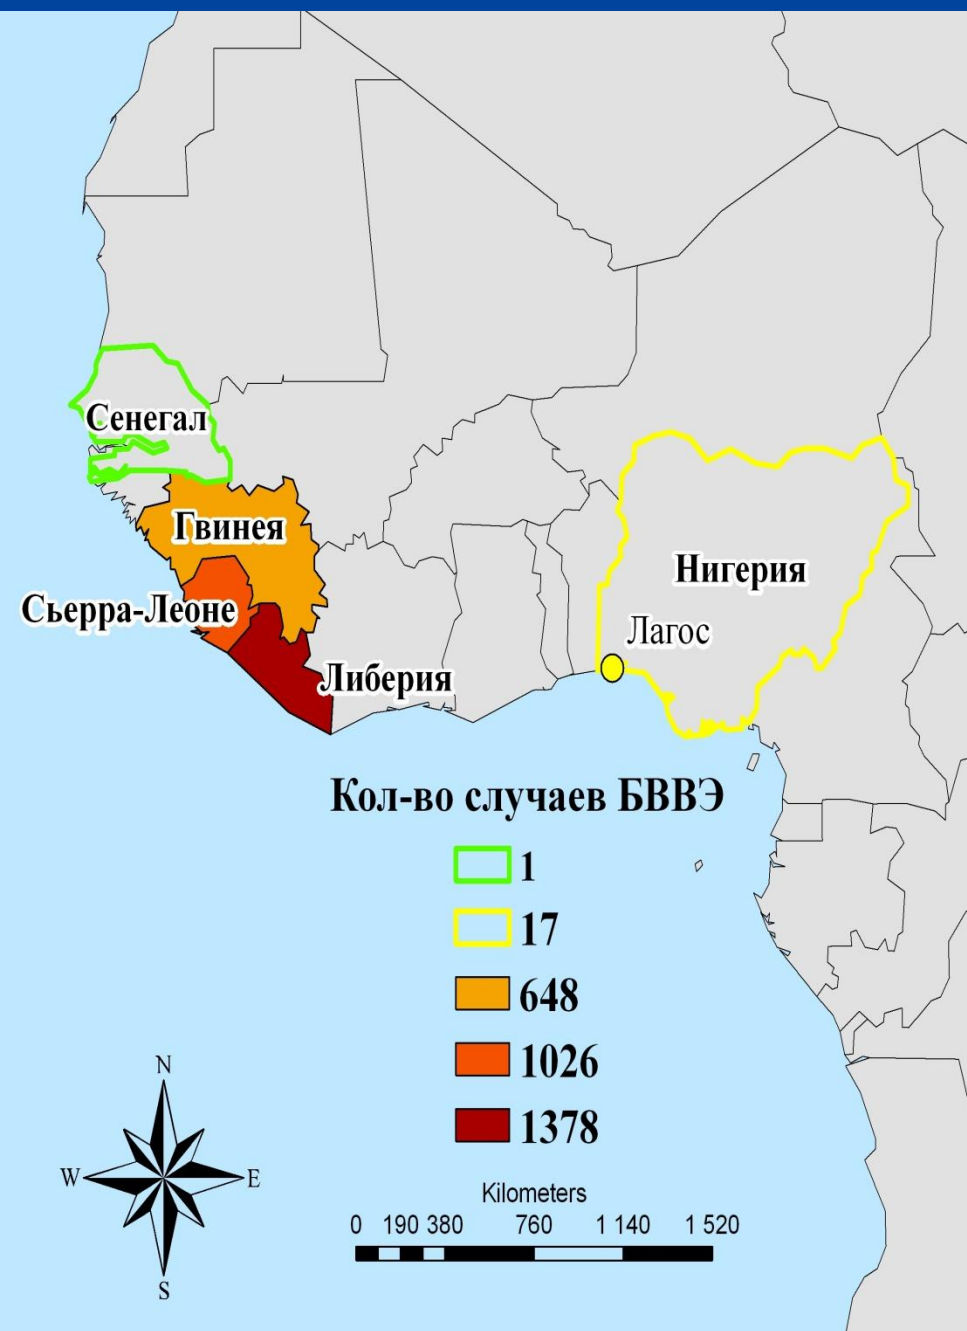 Сенегал
Гвинея
Нигерия
Сьерра-Леоне
Лагос
Либерия
Кол-во случаев БВВЭ
1
17
648
1026
1378
N
W
E
S
Kilometers
0 190 380 760 1 140 1 520